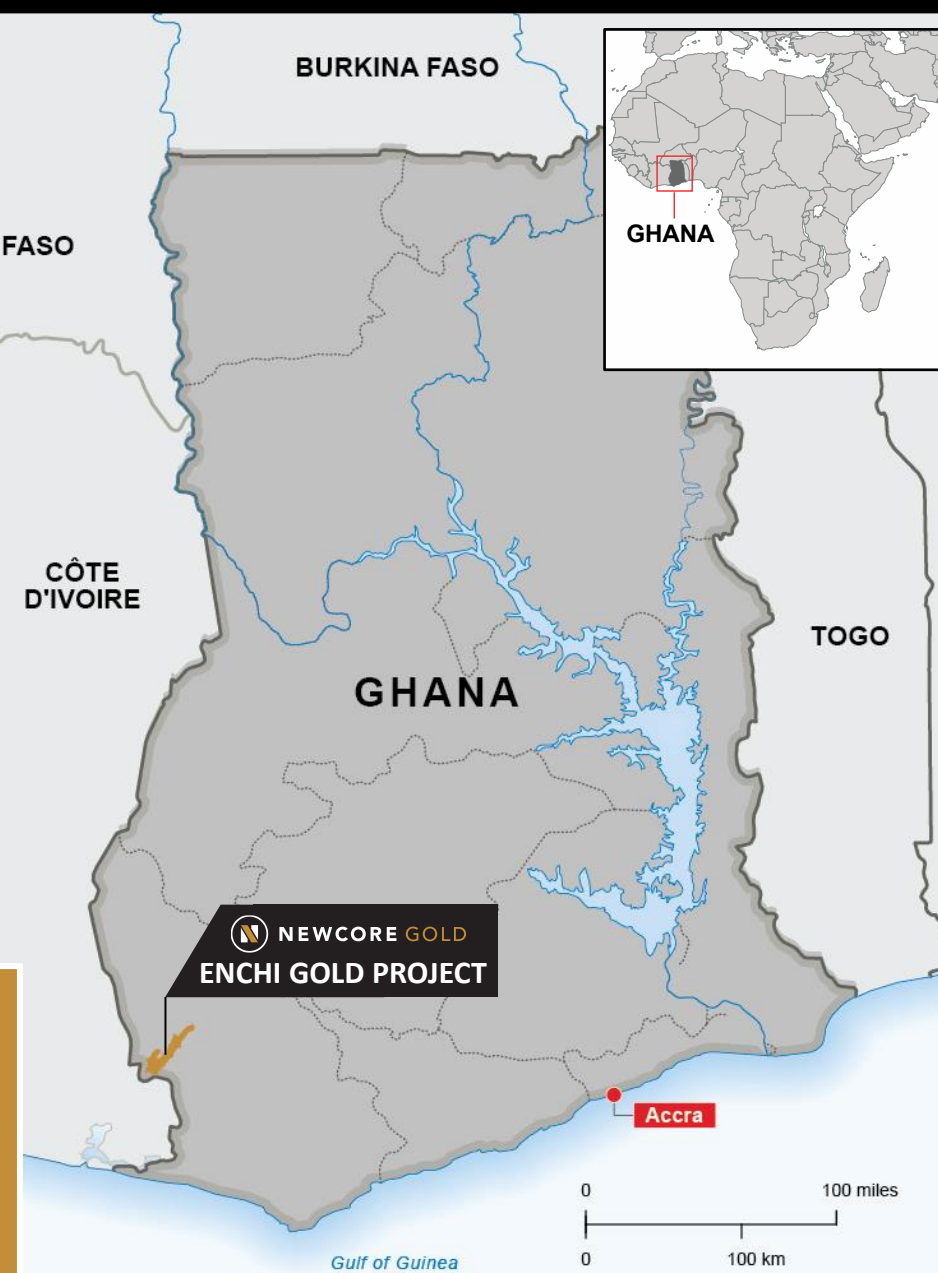 BURKINA FASO
GHANA
FASO
CÔTE
D'IVOIRE
TOGO
GHANA
N NEWCORE GOLD
ENCHI GOLD PROJECT
Accra
0 100 miles
0 100 km
Gulf of Guinea